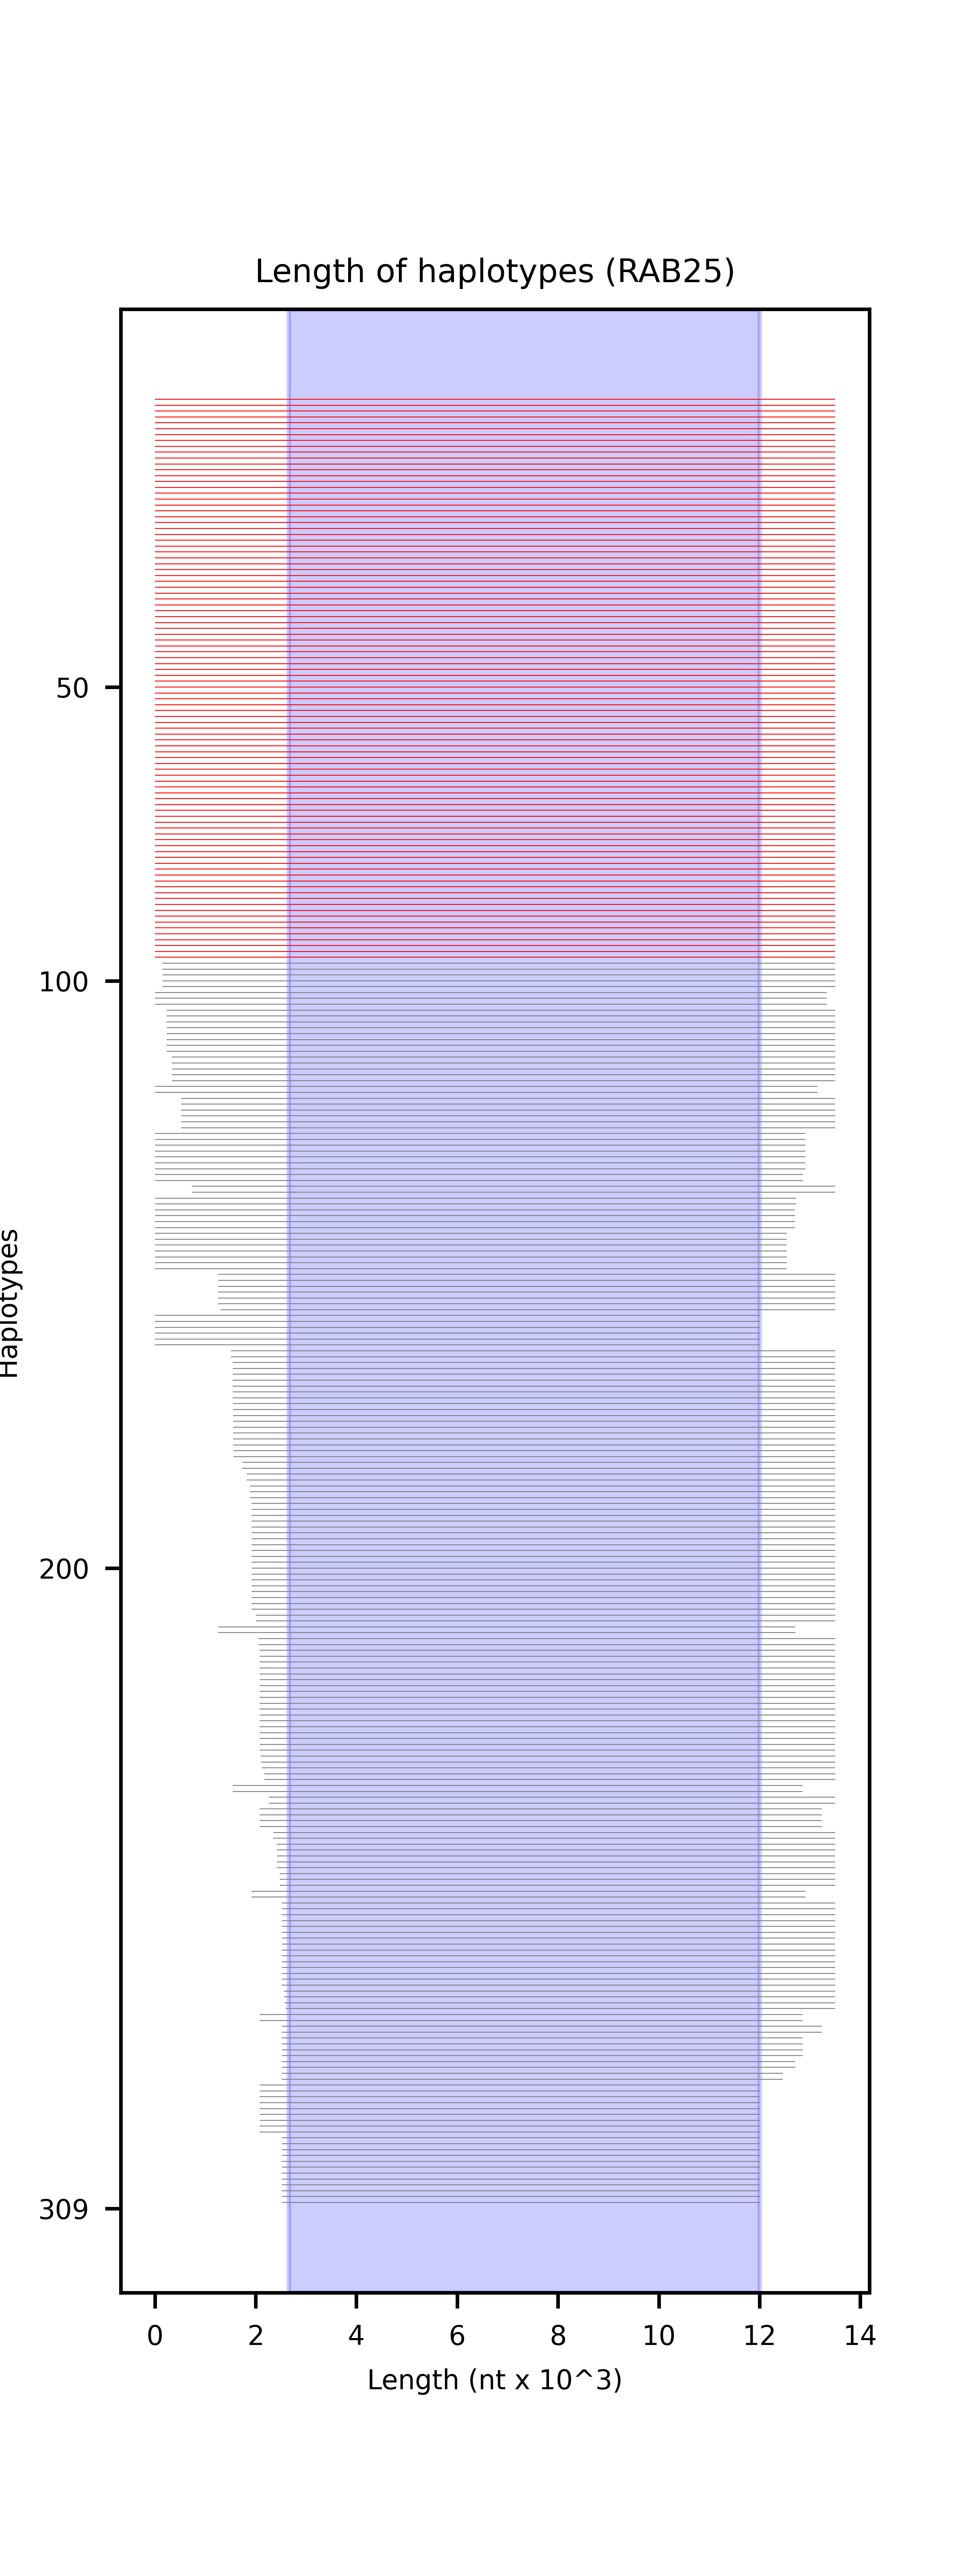 Length of haplotypes (RAB25)
50
100
Haplotypes
200
309
0 2 4 6 8 10 12 14
Length (nt x 10^3)